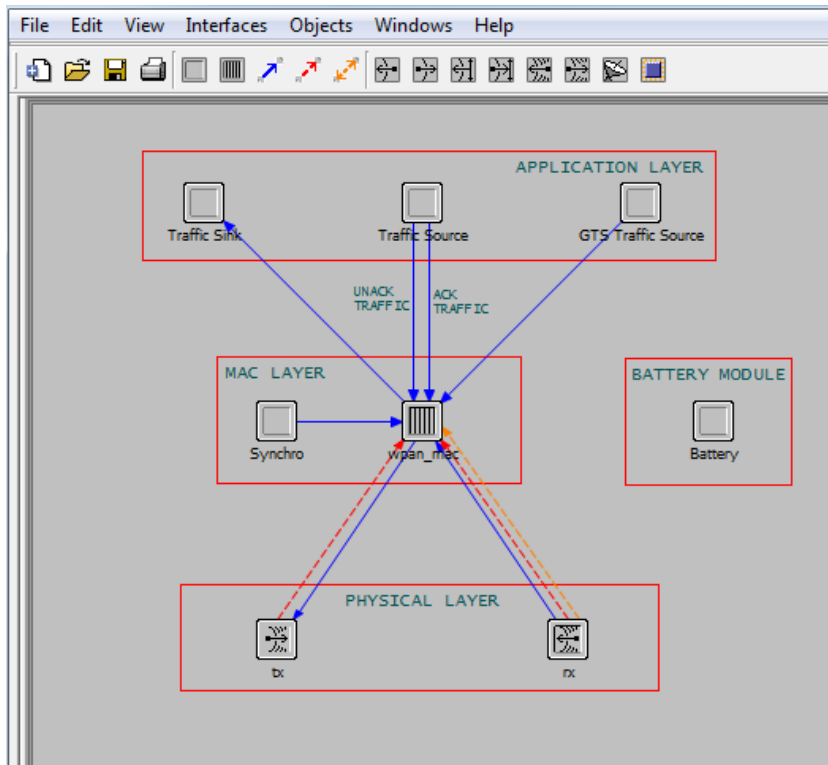 File Edit View Interfaces Objects Windows Help
APPLICATION LAYER
Traffic Sink
Traffic Source
GTS Traffic Source
UNACK
TRAFFIC
ACK
TRAFFIC
MAC LAYER
BATTERY MODULE
Synchro
wpan_mac
Battery
PHYSICAL LAYER
tx
rx